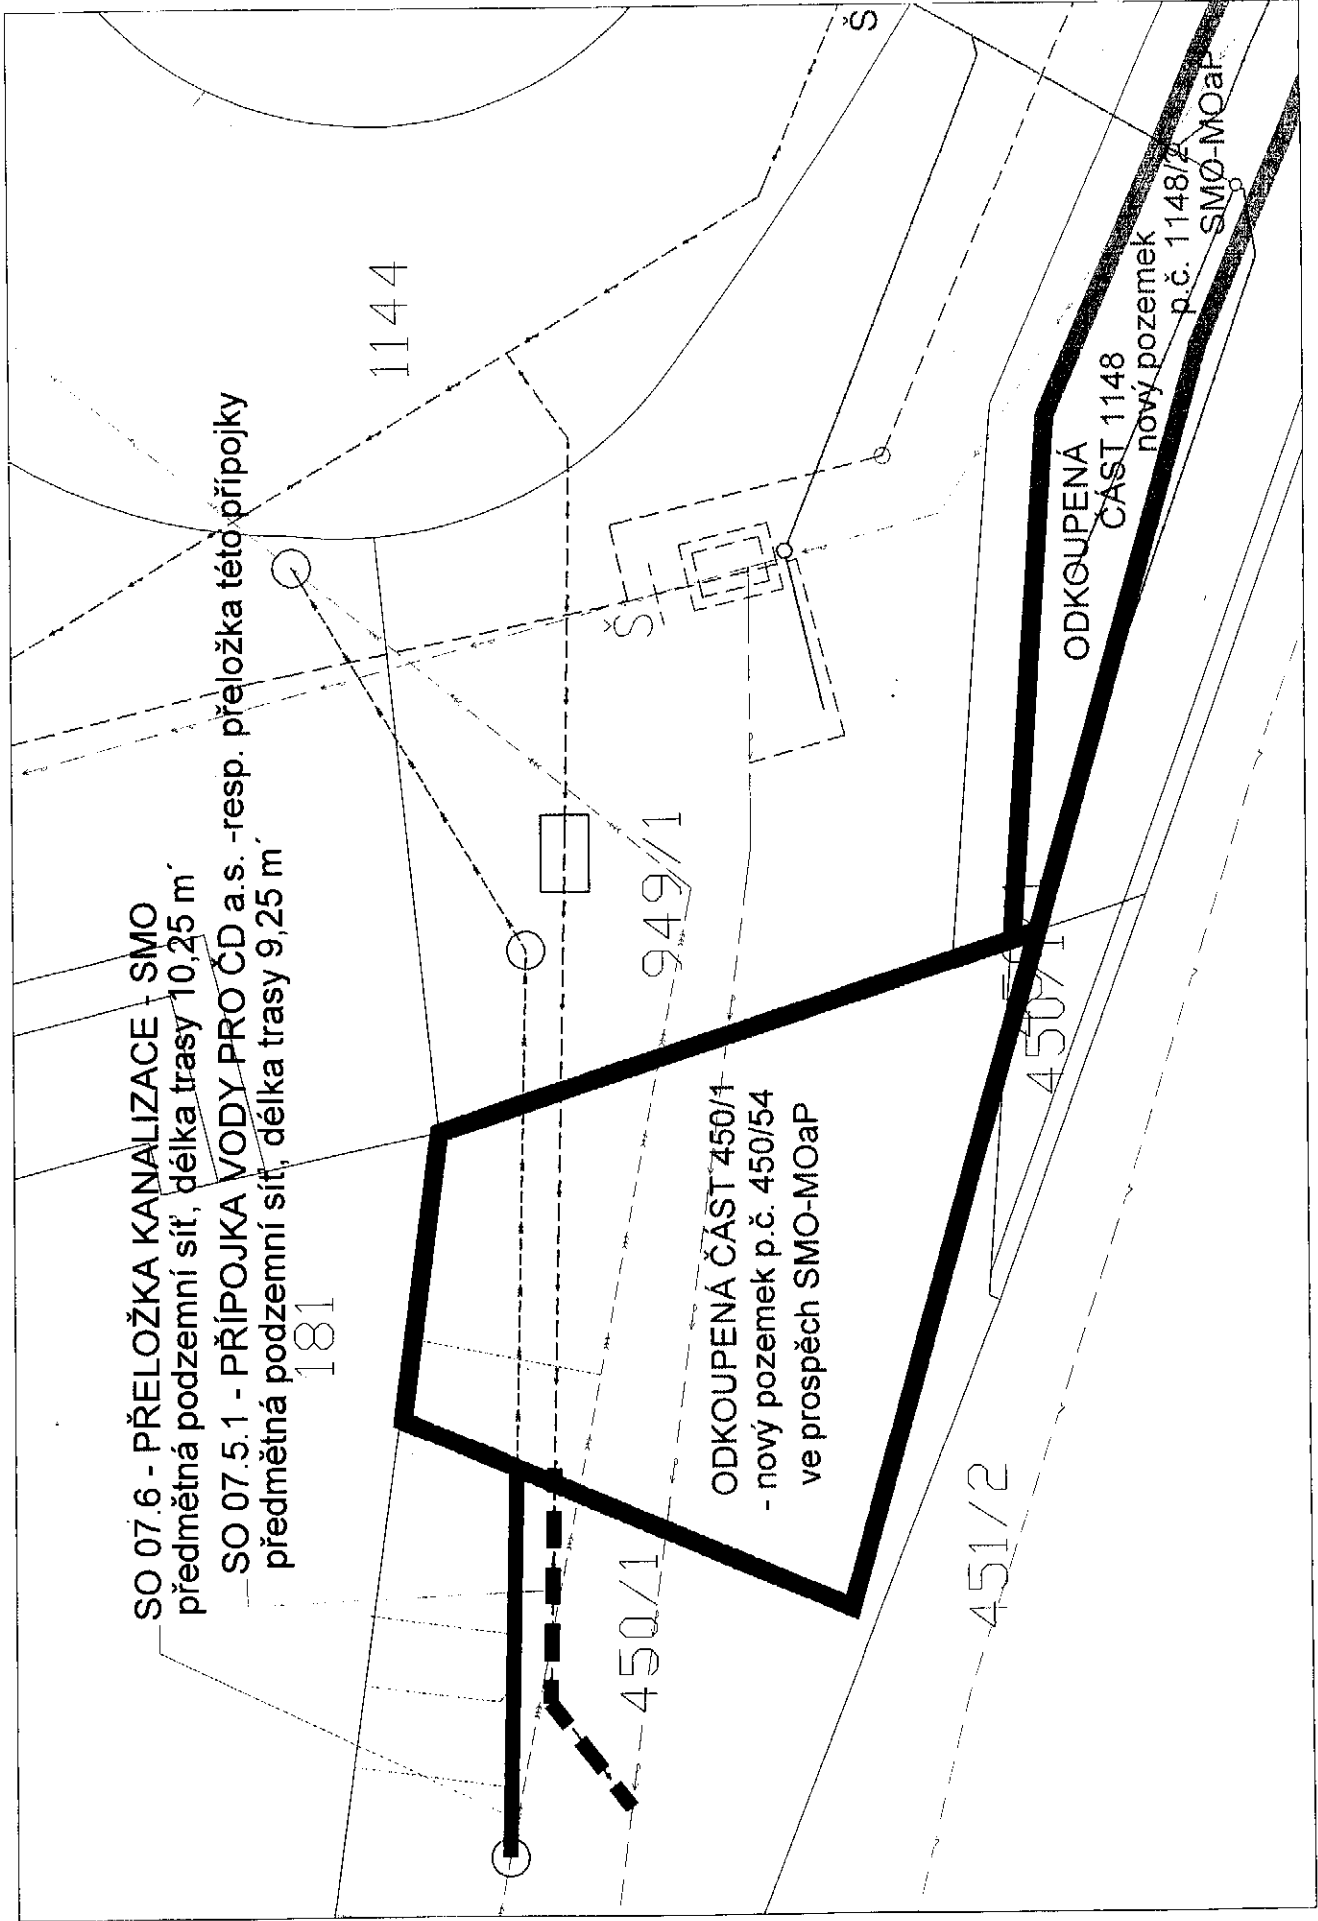 SO 07.6 - PŘELOŽKA KANALIZACE - SMO
předmětná podzemní síť, délka trasy 10,25 m´
SO 07.5.1 - PŘÍPOJKA VODY PRO ČD a.s. -resp. přeložka této přípojky
předmětná podzemní síť, délka trasy 9,25 m´
181
1144
Š
Š
949/1
450/1
ODKOUPENÁ ČÁST 450/1
- nový pozemek p.č. 450/54
ve prospěch SMO-MOaP
451/2
450/1
ODKOUPENÁ
ČÁST 1148
nový pozemek
p.č. 1148/2
SMO-MOaP